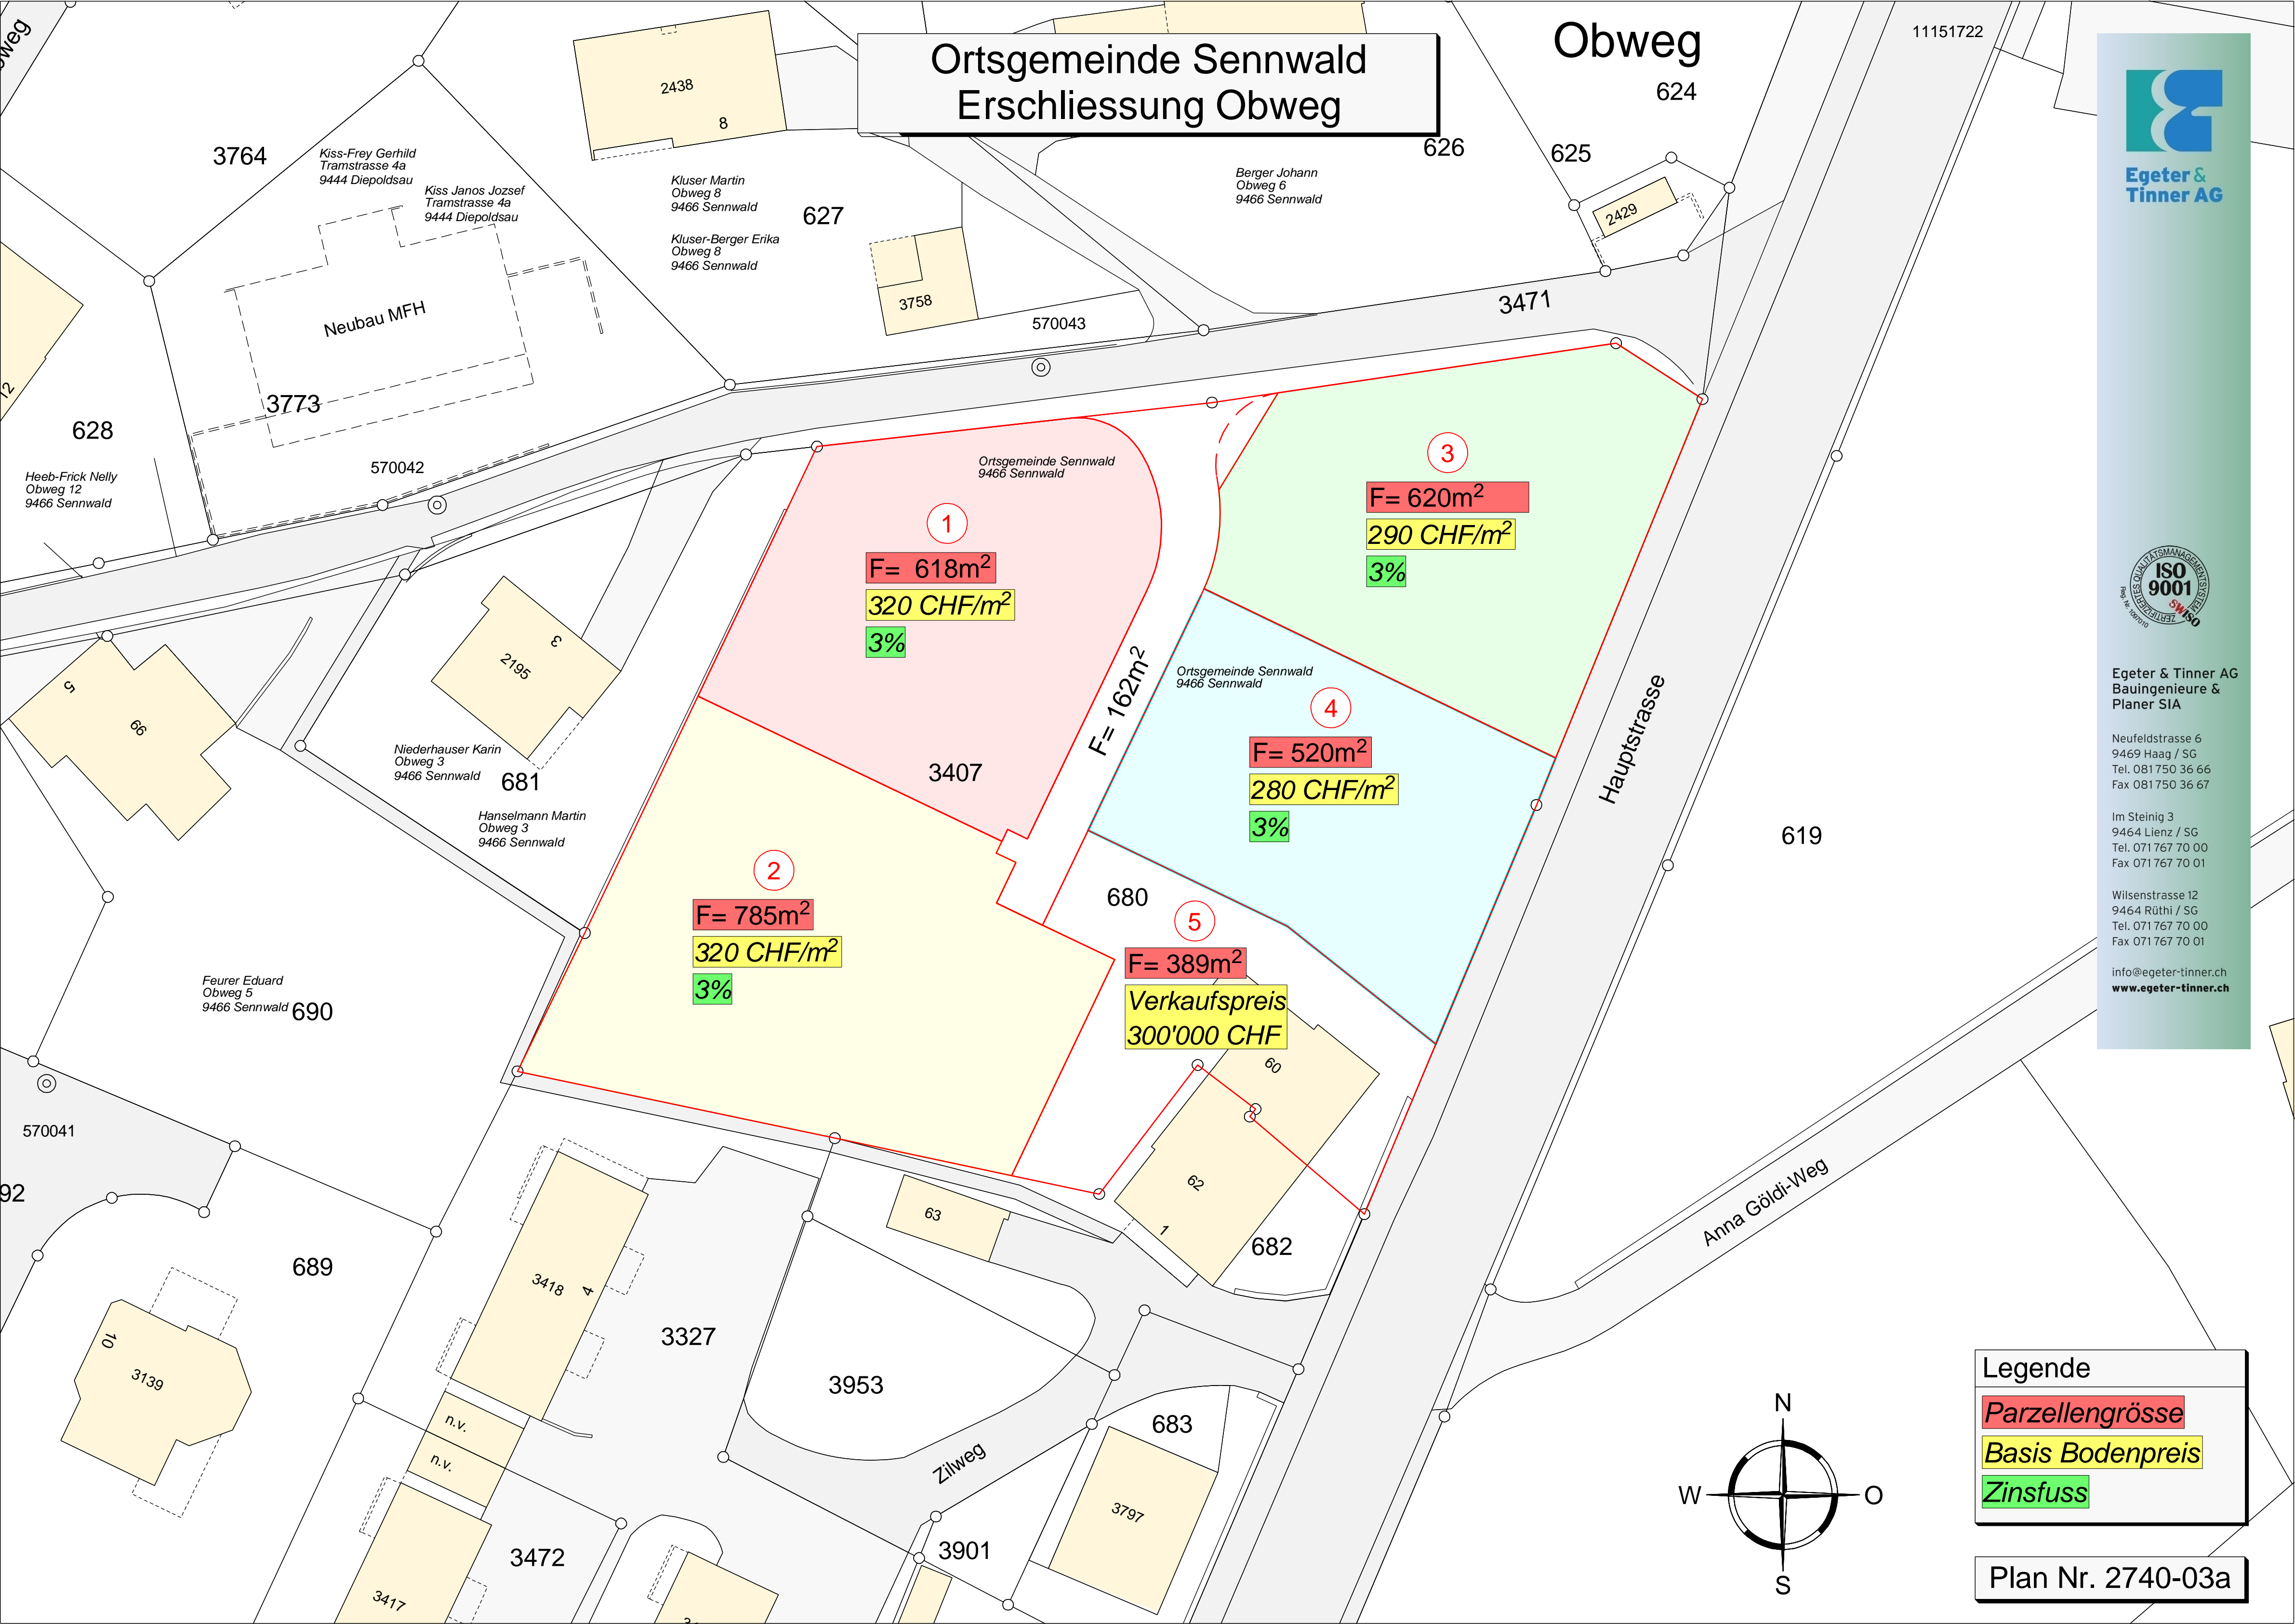 Ortsgemeinde Sennwald
Erschliessung Obweg
Obweg
11151722
624
625
626
2429
2438
8
3764
Kiss-Frey Gerhild
Tramstrasse 4a
9444 Diepoldsau
Kiss Janos Jozsef
Tramstrasse 4a
9444 Diepoldsau
Kluser Martin
Obweg 8
9466 Sennwald
627
Kluser-Berger Erika
Obweg 8
9466 Sennwald
Berger Johann
Obweg 6
9466 Sennwald
3758
570043
3471
Neubau MFH
3773
628
12
570042
Heeb-Frick Nelly
Obweg 12
9466 Sennwald
Ortsgemeinde Sennwald
9466 Sennwald
1
F= 618m²
320 CHF/m²
3%
3
F= 620m²
290 CHF/m²
3%
F= 162m²
Ortsgemeinde Sennwald
9466 Sennwald
4
F= 520m²
280 CHF/m²
3%
Hauptstrasse
619
3
2195
5
66
Niederhauser Karin
Obweg 3
9466 Sennwald
681
Hanselmann Martin
Obweg 3
9466 Sennwald
3407
2
F= 785m²
320 CHF/m²
3%
680
5
F= 389m²
Verkaufspreis
300'000 CHF
60
62
1
682
63
Feurer Eduard
Obweg 5
9466 Sennwald
690
570041
92
689
10
3139
3418
4
n.v.
n.v.
3417
3472
3327
3953
Zilweg
683
3797
3901
Anna Göldi-Weg
N
W
O
S
Egeter &
Tinner AG
ZERTIFIZIERTES QUALITÄTSMANAGEMENTSYSTEM
ISO
9001
SWISO
Egeter & Tinner AG
Bauingenieure &
Planer SIA
Neufeldstrasse 6
9469 Haag / SG
Tel. 081 750 36 66
Fax 081 750 36 67
Im Steinig 3
9464 Lienz / SG
Tel. 071 767 70 00
Fax 071 767 70 01
Wilsenstrasse 12
9464 Rüthi / SG
Tel. 071 767 70 00
Fax 071 767 70 01
info@egeter-tinner.ch
www.egeter-tinner.ch
Legende
Parzellengrösse
Basis Bodenpreis
Zinsfuss
Plan Nr. 2740-03a